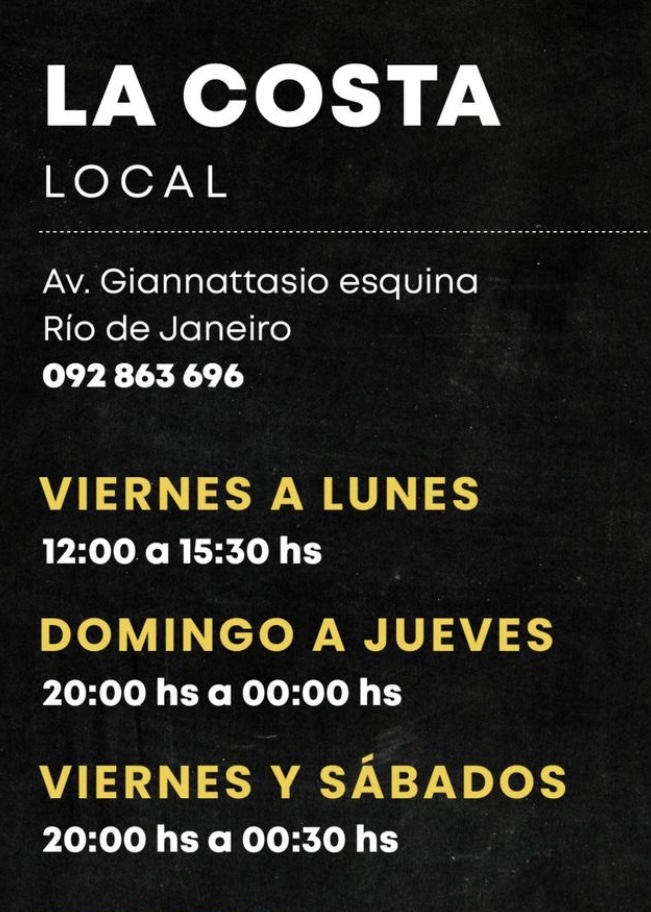 LA COSTA
LOCAL
Av. Giannattasio esquina
Río de Janeiro
092 863 696
VIERNES A LUNES
12:00 a 15:30 hs
DOMINGO A JUEVES
20:00 hs a 00:00 hs
VIERNES Y SÁBADOS
20:00 hs a 00:30 hs